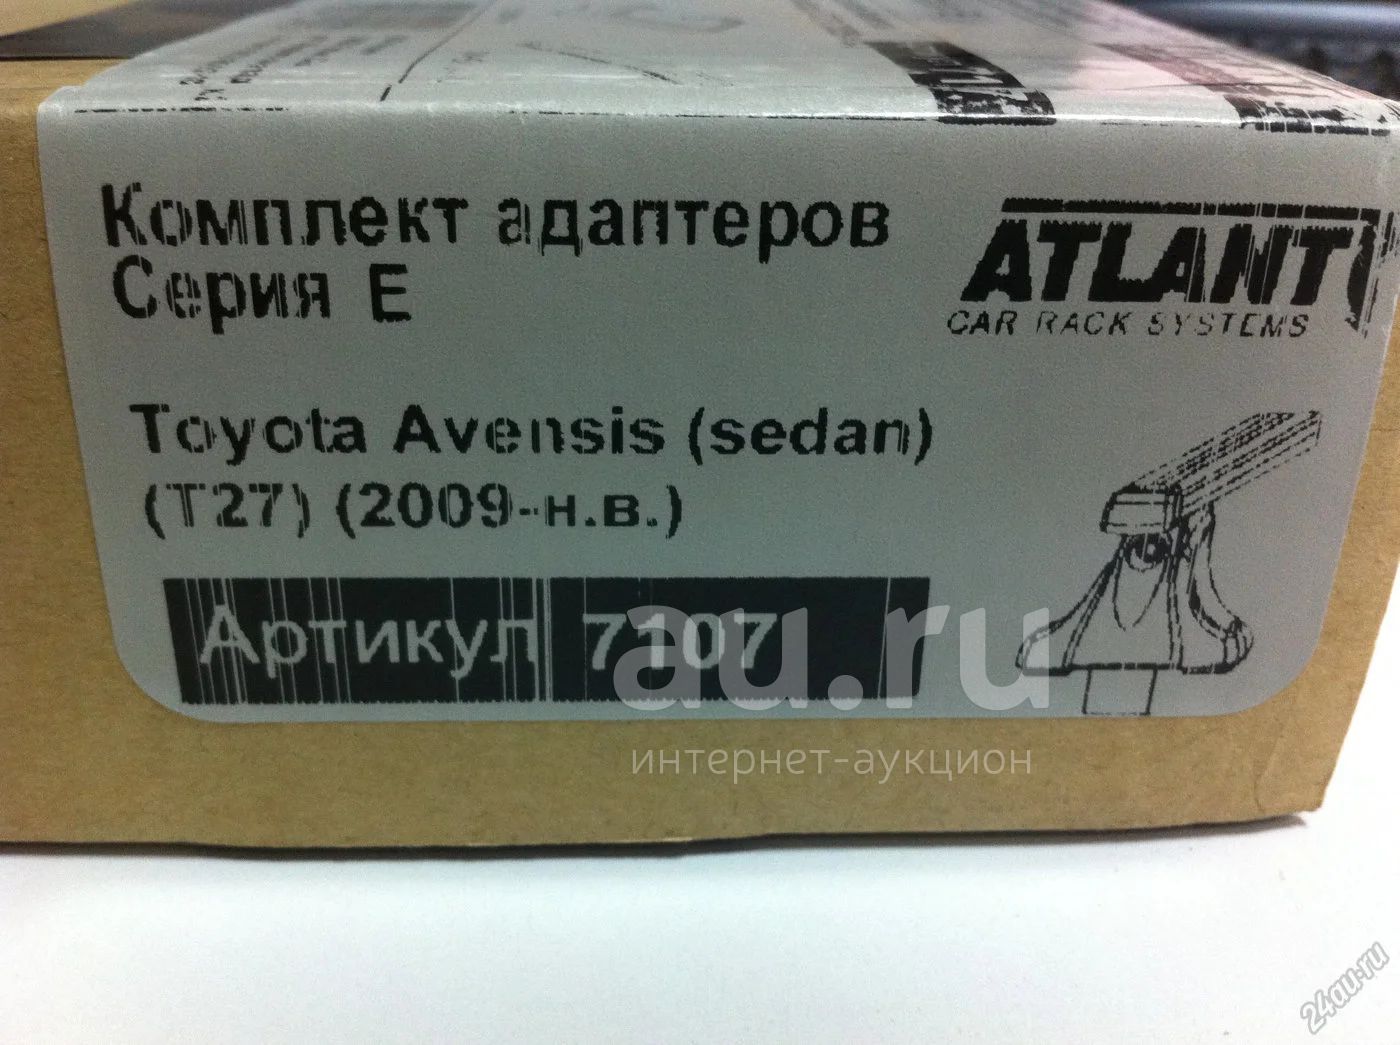 Комплект адаптеров
Серия E
ATLANT
CAR RACK SYSTEMS
Toyota Avensis (sedan)
(T27) (2009-н.в.)
Артикул 7107
au.ru
интернет-аукцион
24au.ru